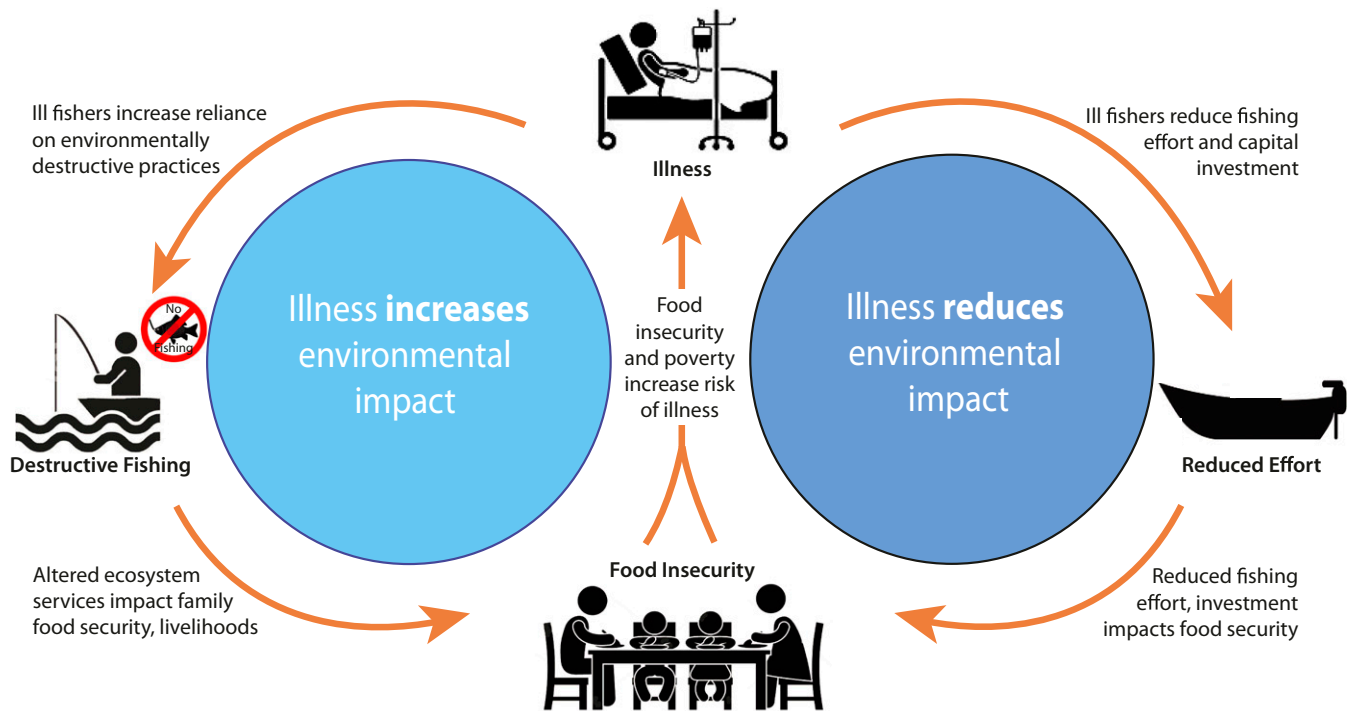 Illness
Ill fishers increase reliance
on environmentally
destructive practices
Ill fishers reduce fishing
effort and capital
investment
No
Fishing
Illness increases
environmental
impact
Food
insecurity
and poverty
increase risk
of illness
Illness reduces
environmental
impact
Destructive Fishing
Reduced Effort
Altered ecosystem
services impact family
food security, livelihoods
Food Insecurity
Reduced fishing
effort, investment
impacts food security